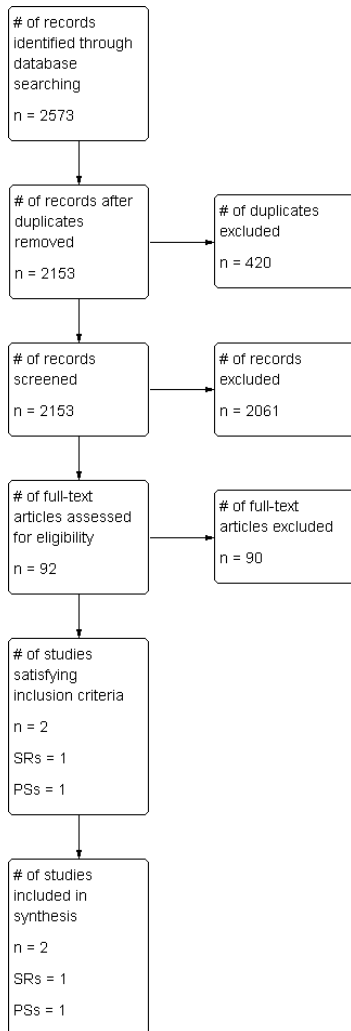 # of records
identified through
database
searching
n = 2573
# of records after
duplicates
removed
n = 2153
# of duplicates
excluded
n = 420
# of records
screened
n = 2153
# of records
excluded
n = 2061
# of full-text
articles assessed
for eligibility
n = 92
# of full-text
articles excluded
n = 90
# of studies
satisfying
inclusion criteria
n = 2
SRs = 1
PSs = 1
# of studies
included in
synthesis
n = 2
SRs = 1
PSs = 1